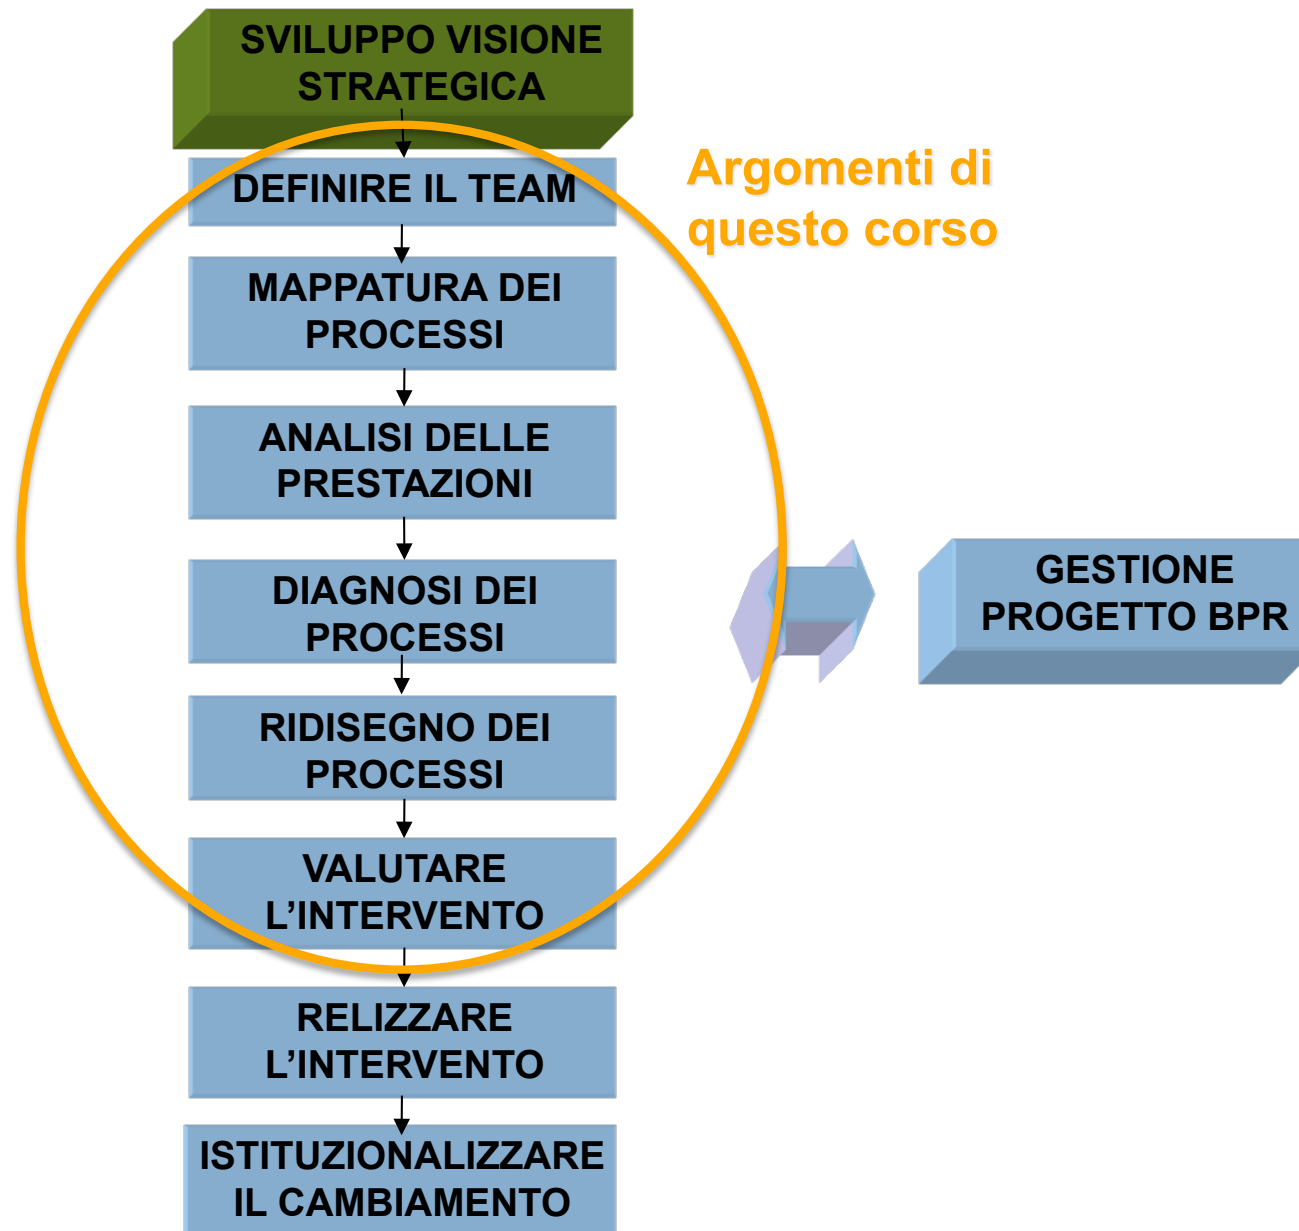 SVILUPPO VISIONE
STRATEGICA
Argomenti di
questo corso
DEFINIRE IL TEAM
MAPPATURA DEI
PROCESSI
ANALISI DELLE
PRESTAZIONI
DIAGNOSI DEI
PROCESSI
GESTIONE
PROGETTO BPR
RIDISEGNO DEI
PROCESSI
VALUTARE
L’INTERVENTO
RELIZZARE
L’INTERVENTO
ISTITUZIONALIZZARE
IL CAMBIAMENTO